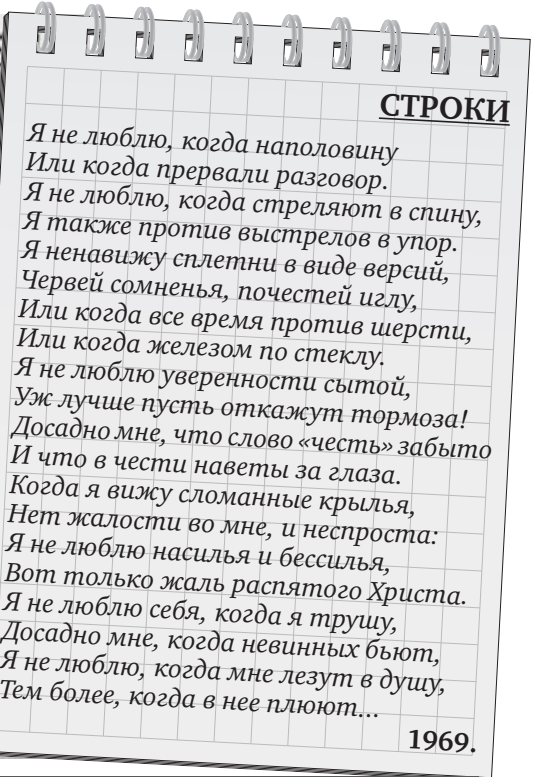 СТРОКИ
Я не люблю, когда наполовину
Или когда прервали разговор.
Я не люблю, когда стреляют в спину,
Я также против выстрелов в упор.
Я ненавижу сплетни в виде версий,
Червей сомненья, почестей иглу,
Или когда все время против шерсти,
Или когда железом по стеклу.
Я не люблю уверенности сытой,
Уж лучше пусть откажут тормоза!
Досадно мне, что слово «честь» забыто
И что в чести наветы за глаза.
Когда я вижу сломанные крылья,
Нет жалости во мне, и неспроста:
Я не люблю насилья и бессилья,
Вот только жаль распятого Христа.
Я не люблю себя, когда я трушу,
Досадно мне, когда невинных бьют,
Я не люблю, когда мне лезут в душу,
Тем более, когда в нее плюют...
1969.